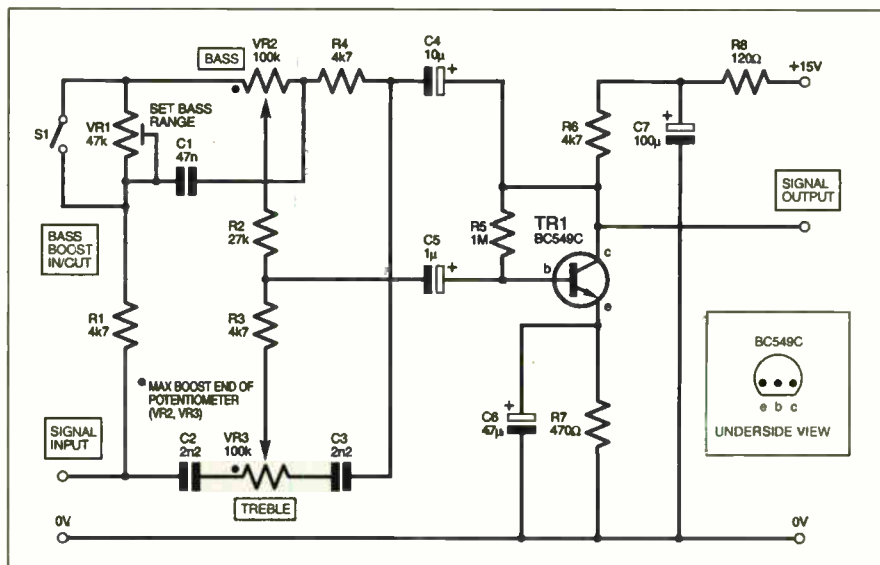 BASS
VR2
100k
R4
4k7
C4
10µ
+
R8
120Ω
+15V
S1
VR1
47k
SET BASS
RANGE
C1
47n
R6
4k7
+
C7
100µ
SIGNAL
OUTPUT
BASS
BOOST
IN/CUT
R2
27k
C5
1µ
+
R5
1M
TR1
BC549C
b
c
e
R1
4k7
R3
4k7
MAX BOOST END OF
POTENTIOMETER
(VR2, VR3)
BC549C
e b c
UNDERSIDE VIEW
SIGNAL
INPUT
C2
2n2
VR3
100k
C3
2n2
TREBLE
+
C6
47µ
R7
470Ω
0V
0V